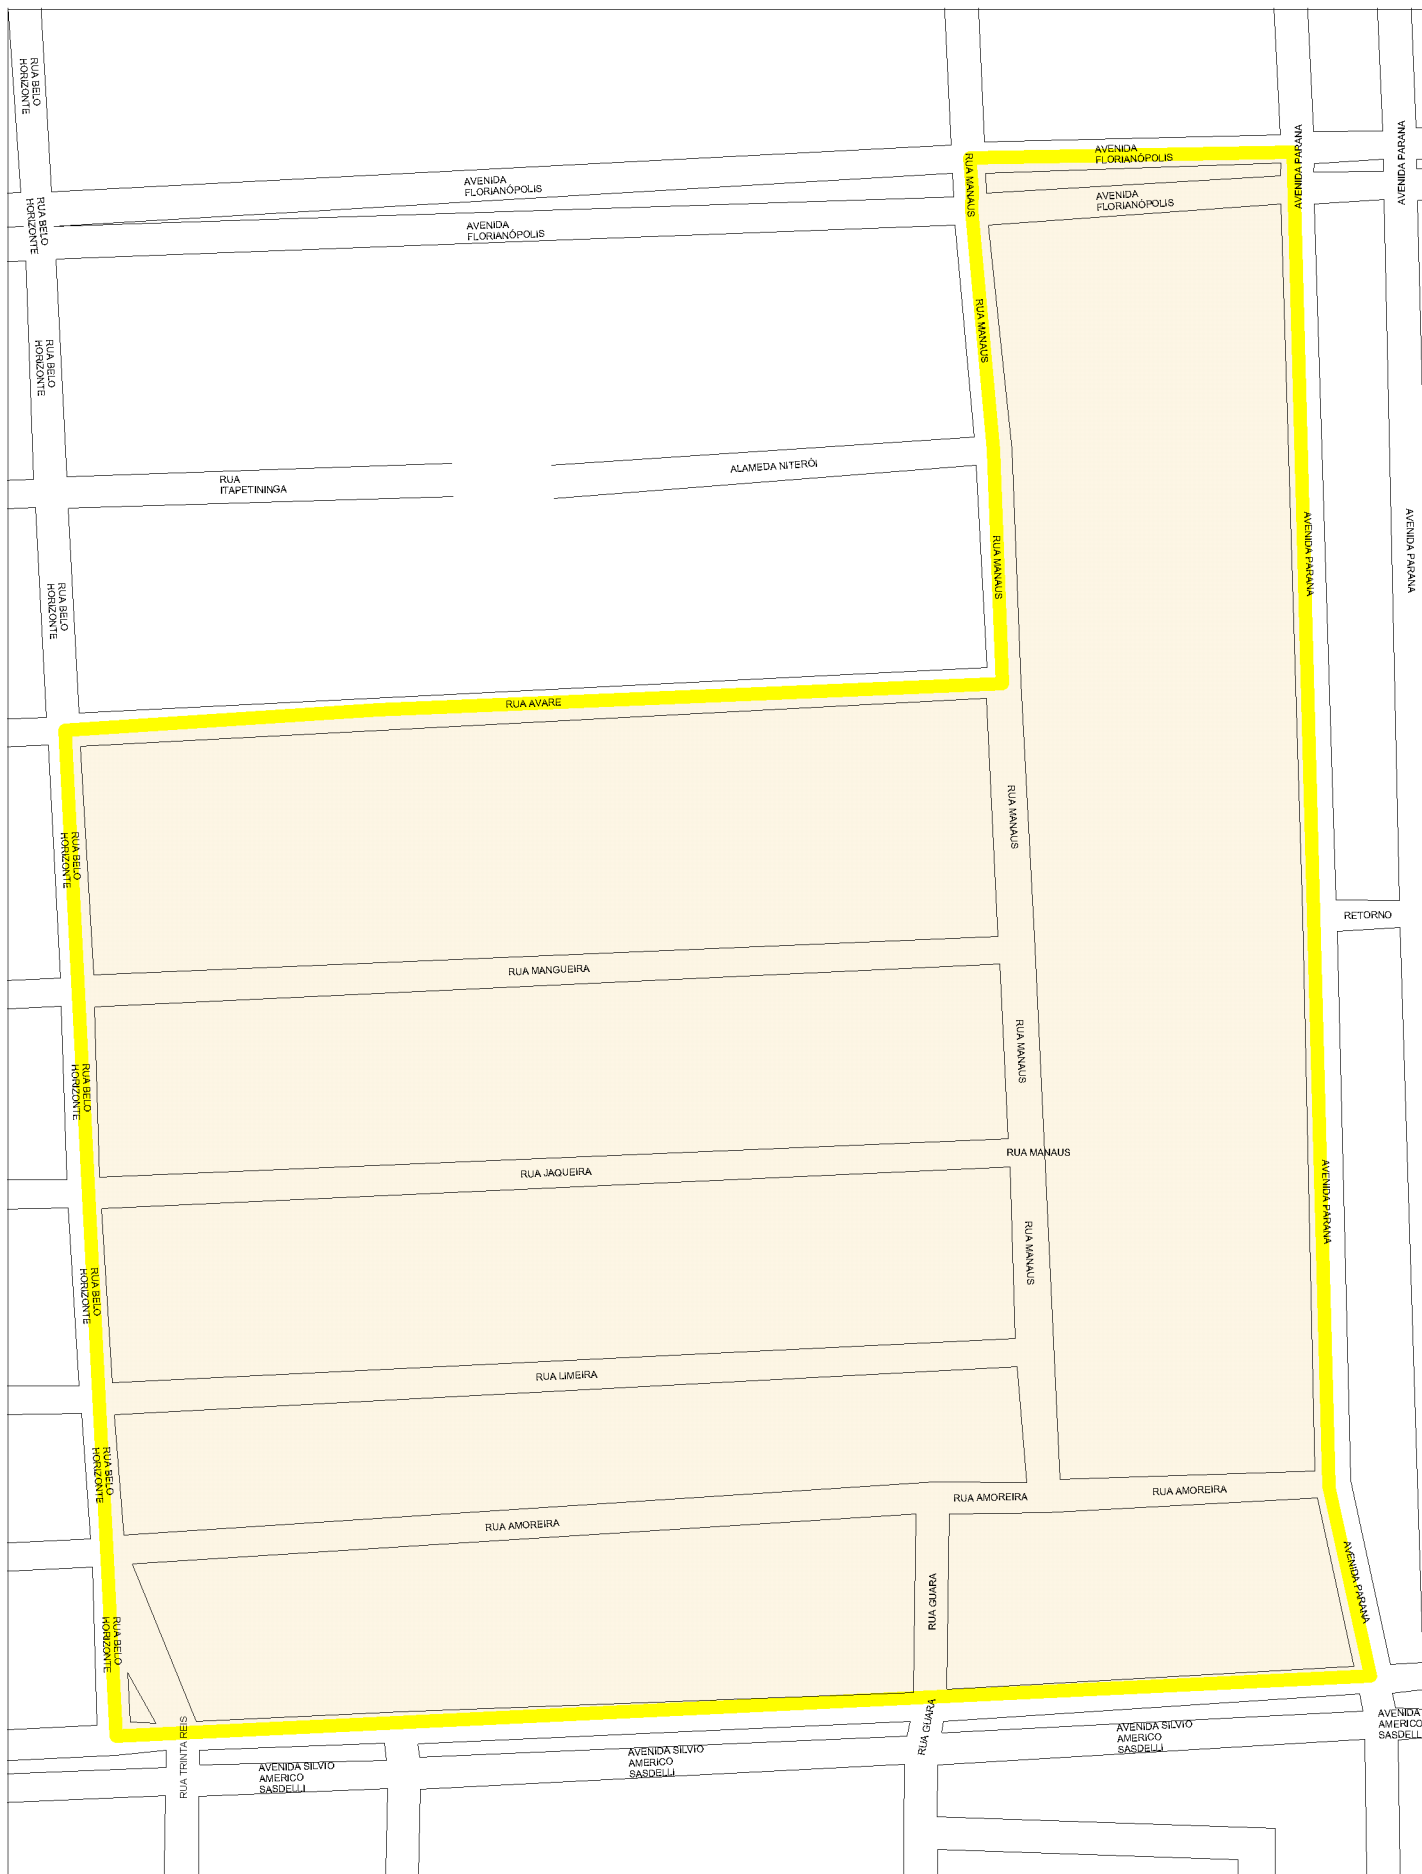 RUA BELO
HORIZONTE
AVENIDA PARANA
AVENIDA PARANA
AVENIDA
FLORIANÓPOLIS
RUA MANAUS
AVENIDA
FLORIANÓPOLIS
AVENIDA
FLORIANÓPOLIS
RUA BELO
HORIZONTE
AVENIDA
FLORIANÓPOLIS
RUA MANAUS
RUA BELO
HORIZONTE
ALAMEDA NITERÓI
RUA
ITAPETININGA
AVENIDA PARANA
AVENIDA PARANA
RUA MANAUS
RUA BELO
HORIZONTE
RUA AVARE
RUA MANAUS
RUA BELO
HORIZONTE
RETORNO
RUA MANGUEIRA
RUA MANAUS
RUA BELO
HORIZONTE
RUA MANAUS
RUA JAQUEIRA
AVENIDA PARANA
RUA MANAUS
RUA BELO
HORIZONTE
RUA LIMEIRA
RUA BELO
HORIZONTE
RUA AMOREIRA
RUA AMOREIRA
RUA AMOREIRA
AVENIDA PARANA
RUA GUARA
RUA BELO
HORIZONTE
RUA GUARA
RUA TRINTA REIS
AVENIDA
AMERICO
SASDELLI
AVENIDA SILVIO
AMERICO
SASDELLI
AVENIDA SILVIO
AMERICO
SASDELLI
AVENIDA SILVIO
AMERICO
SASDELLI